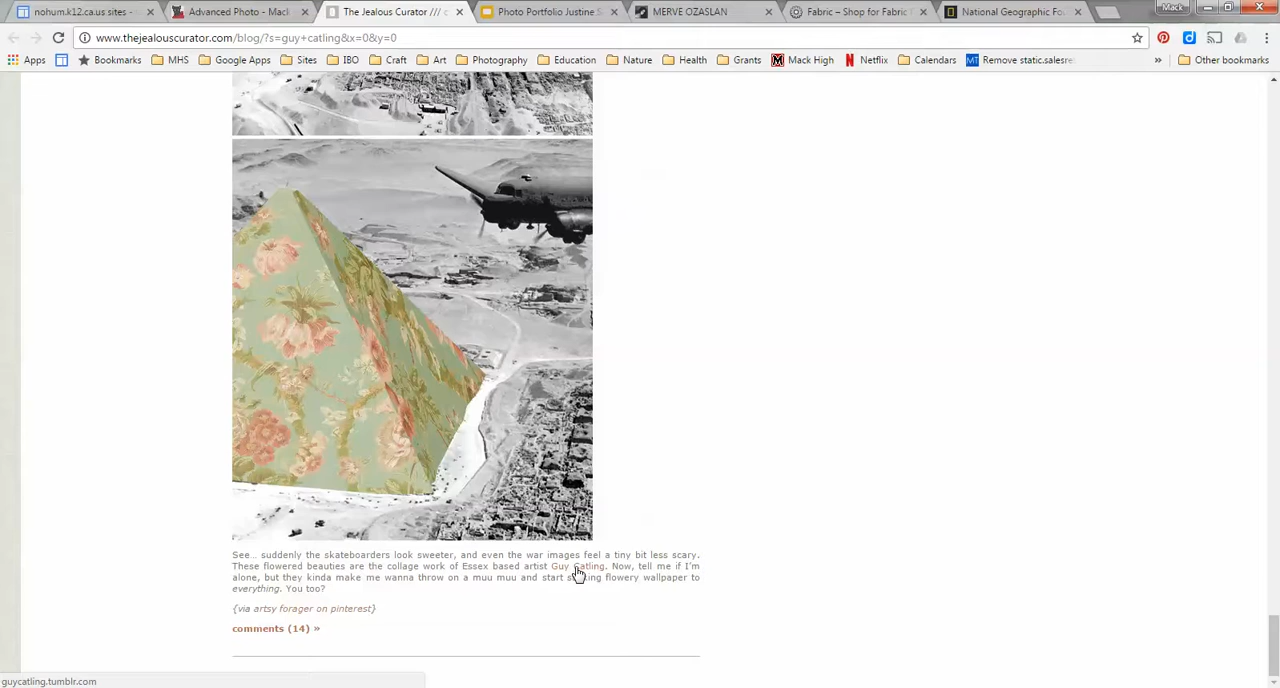 nohum.k12.ca.us sites -
Advanced Photo - Mack
The Jealous Curator /// c
Photo Portfolio Justine S
MERVE OZASLAN
Fabric – Shop for Fabric
National Geographic Fo
Mack
www.thejealouscurator.com/blog/?s=guy+catling&x=0&y=0
Apps
Bookmarks
MHS
Google Apps
Sites
IBO
Craft
Art
Photography
Education
Nature
Health
Grants
Mack High
Netflix
Calendars
Remove static.salesre
»
Other bookmarks
See… suddenly the skateboarders look sweeter, and even the war images feel a tiny bit less scary.
These flowered beauties are the collage work of Essex based artist Guy Catling. Now, tell me if I'm
alone, but they kinda make me wanna throw on a muu muu and start flowery wallpaper to
everything. You too?
{via artsy forager on pinterest}
comments (14) »
guycatling.tumblr.com